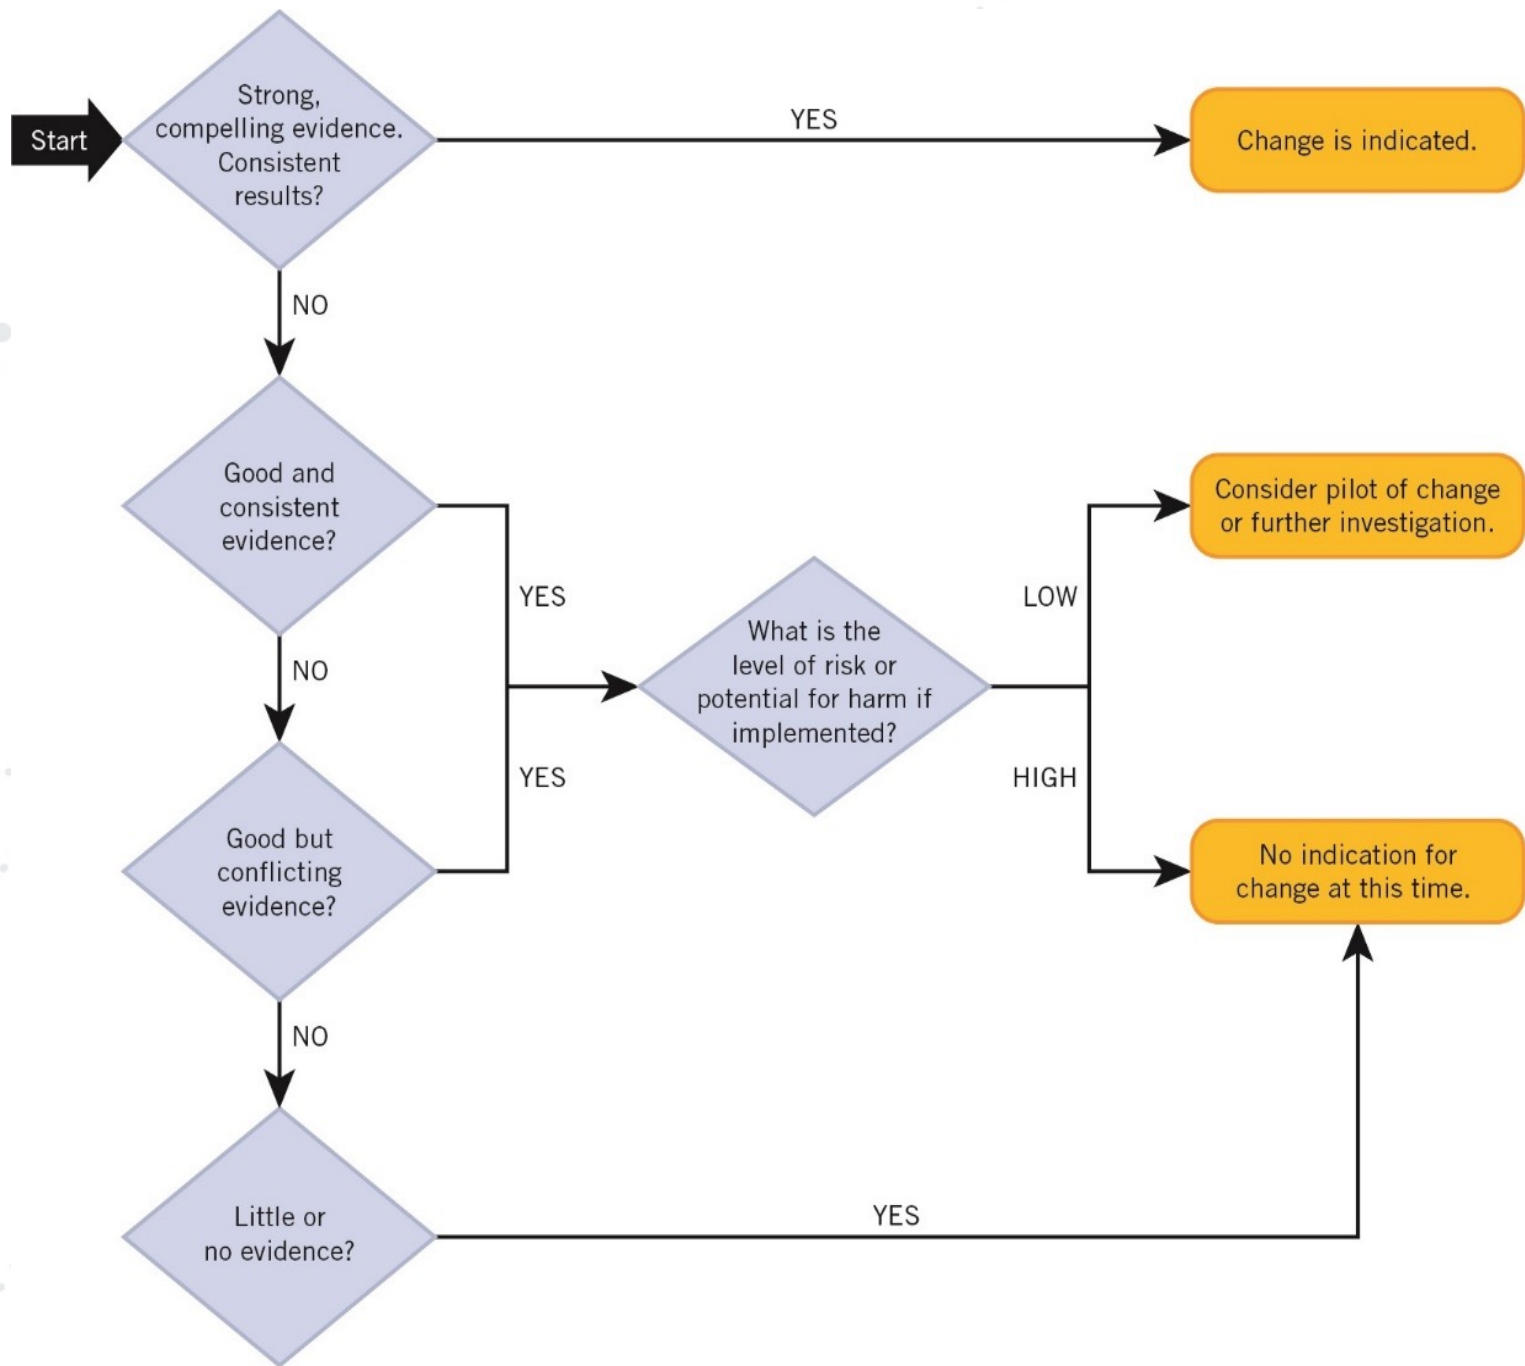 Start
Strong,
compelling evidence.
Consistent
results?
YES
Change is indicated.
NO
Good and
consistent
evidence?
YES
What is the
level of risk or
potential for harm if
implemented?
LOW
Consider pilot of change
or further investigation.
NO
Good but
conflicting
evidence?
YES
HIGH
No indication for
change at this time.
NO
Little or
no evidence?
YES